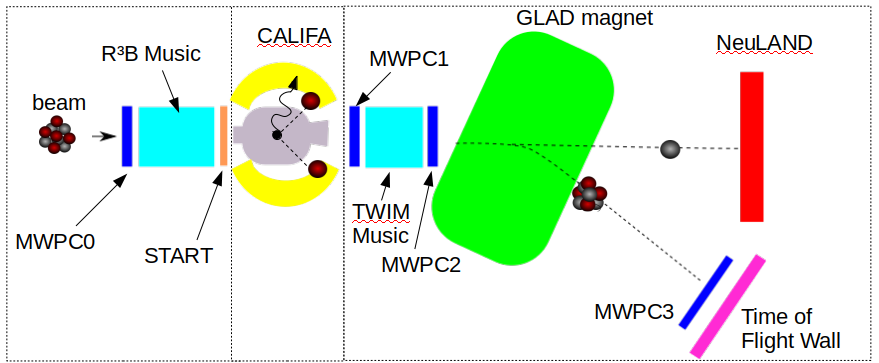 GLAD magnet
CALIFA
NeuLAND
R³B Music
MWPC1
beam
TWIM
Music
MWPC0
START
MWPC2
MWPC3
Time of
Flight Wall